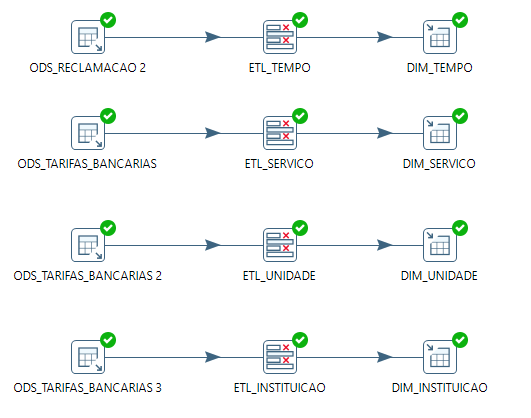 ODS_RECLAMACAO 2 ETL_TEMPO DIM_TEMPO
ODS_TARIFAS_BANCARIAS ETL_SERVICO DIM_SERVICO
ODS_TARIFAS_BANCARIAS 2 ETL_UNIDADE DIM_UNIDADE
ODS_TARIFAS_BANCARIAS 3 ETL_INSTITUICAO DIM_INSTITUICAO